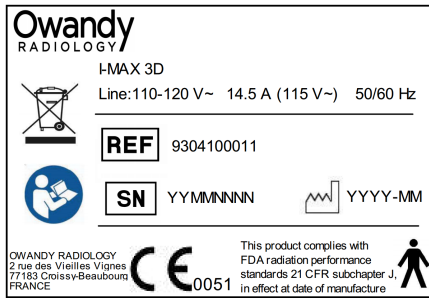 Owandy
RADIOLOGY
I-MAX 3D
Line:110-120 V~ 14.5 A (115 V~) 50/60 Hz
REF 9304100011
SN YYMMNNNN YYYY-MM
OWANDY RADIOLOGY
2 rue des Vieilles Vignes
77183 Croissy-Beaubourg
FRANCE
CE 0051
This product complies with
FDA radiation performance
standards 21 CFR subchapter J,
in effect at date of manufacture